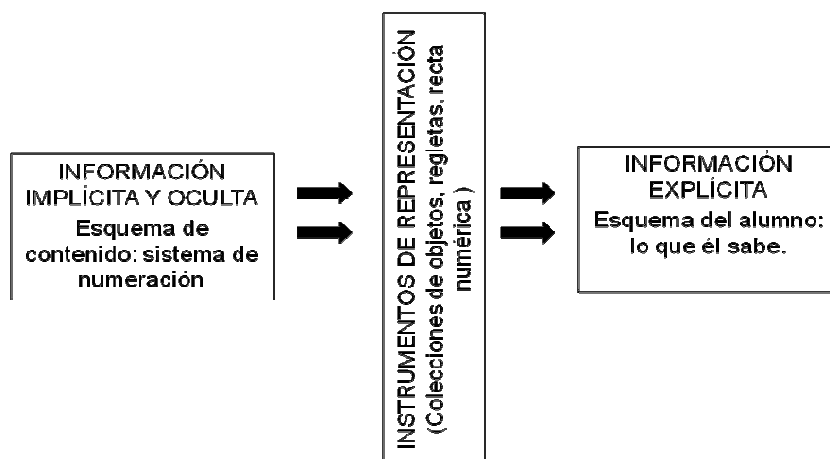 INFORMACIÓN
IMPLÍCITA Y OCULTA
Esquema de
contenido: sistema de
numeración
INSTRUMENTOS DE REPRESENTACIÓN
(Colecciones de objetos, regletas, recta
numérica )
INFORMACIÓN
EXPLÍCITA
Esquema del alumno:
lo que él sabe.